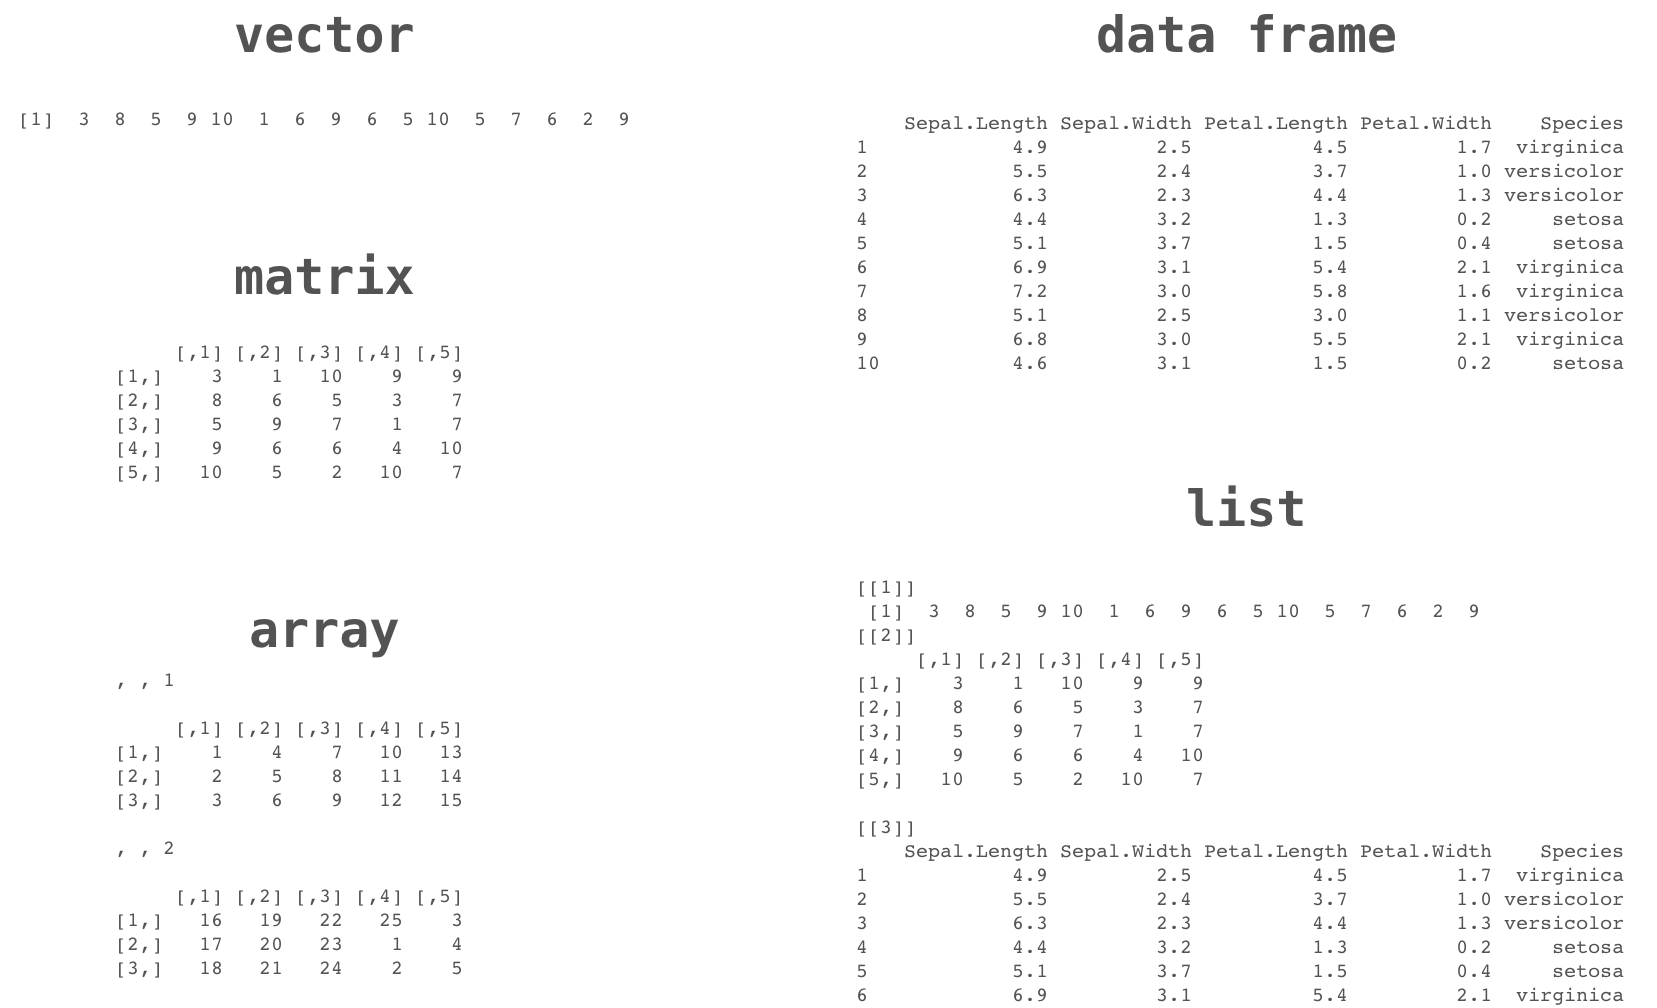 vector
[1]  3  8  5  9 10  1  6  9  6  5 10  5  7  6  2  9
matrix
     [,1] [,2] [,3] [,4] [,5]
[1,]    3    1   10    9    9
[2,]    8    6    5    3    7
[3,]    5    9    7    1    7
[4,]    9    6    6    4   10
[5,]   10    5    2   10    7
array
, , 1
     [,1] [,2] [,3] [,4] [,5]
[1,]    1    4    7   10   13
[2,]    2    5    8   11   14
[3,]    3    6    9   12   15
, , 2
     [,1] [,2] [,3] [,4] [,5]
[1,]   16   19   22   25    3
[2,]   17   20   23    1    4
[3,]   18   21   24    2    5
data frame
    Sepal.Length Sepal.Width Petal.Length Petal.Width    Species
1            4.9         2.5          4.5         1.7  virginica
2            5.5         2.4          3.7         1.0 versicolor
3            6.3         2.3          4.4         1.3 versicolor
4            4.4         3.2          1.3         0.2     setosa
5            5.1         3.7          1.5         0.4     setosa
6            6.9         3.1          5.4         2.1  virginica
7            7.2         3.0          5.8         1.6  virginica
8            5.1         2.5          3.0         1.1 versicolor
9            6.8         3.0          5.5         2.1  virginica
10           4.6         3.1          1.5         0.2     setosa
list
[[1]]
 [1]  3  8  5  9 10  1  6  9  6  5 10  5  7  6  2  9
[[2]]
     [,1] [,2] [,3] [,4] [,5]
[1,]    3    1   10    9    9
[2,]    8    6    5    3    7
[3,]    5    9    7    1    7
[4,]    9    6    6    4   10
[5,]   10    5    2   10    7
[[3]]
    Sepal.Length Sepal.Width Petal.Length Petal.Width    Species
1            4.9         2.5          4.5         1.7  virginica
2            5.5         2.4          3.7         1.0 versicolor
3            6.3         2.3          4.4         1.3 versicolor
4            4.4         3.2          1.3         0.2     setosa
5            5.1         3.7          1.5         0.4     setosa
6            6.9         3.1          5.4         2.1  virginica